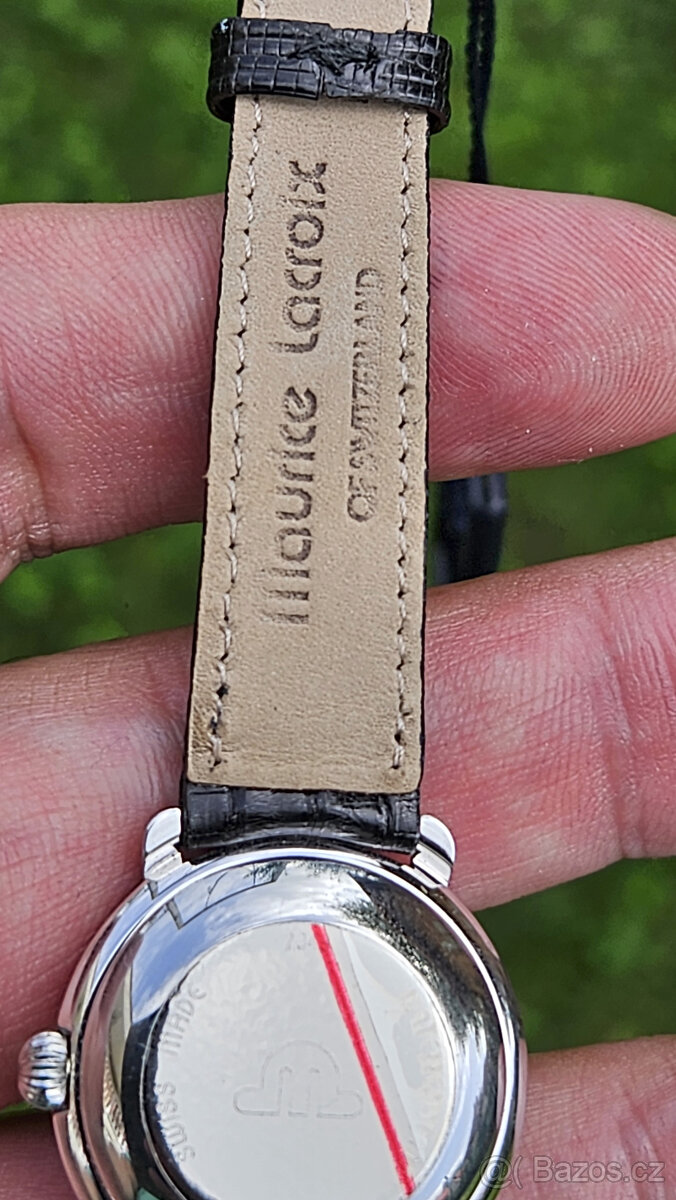 maurice Lacroix
OF SWITZERLAND
SWISS MADE
Bazos.cz